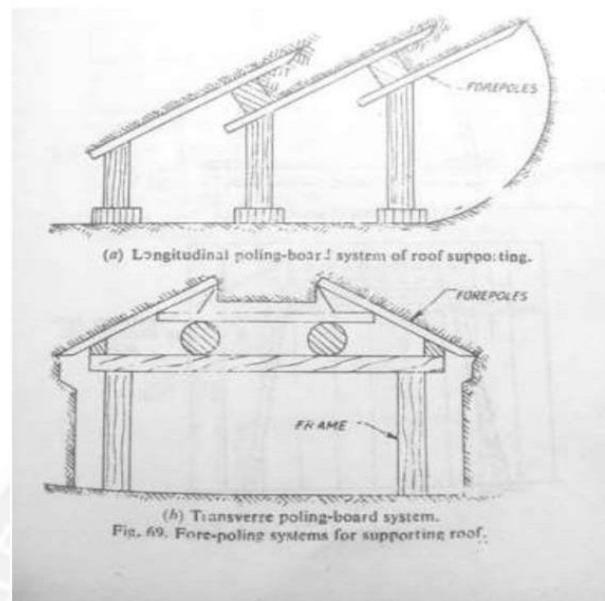 FOREPOLES
(a) Longitudinal poling-board system of roof supporting.
FOREPOLES
FRAME
(b) Transverre poling-board system.
Fig. 69. Fore-poling systems for supporting roof.